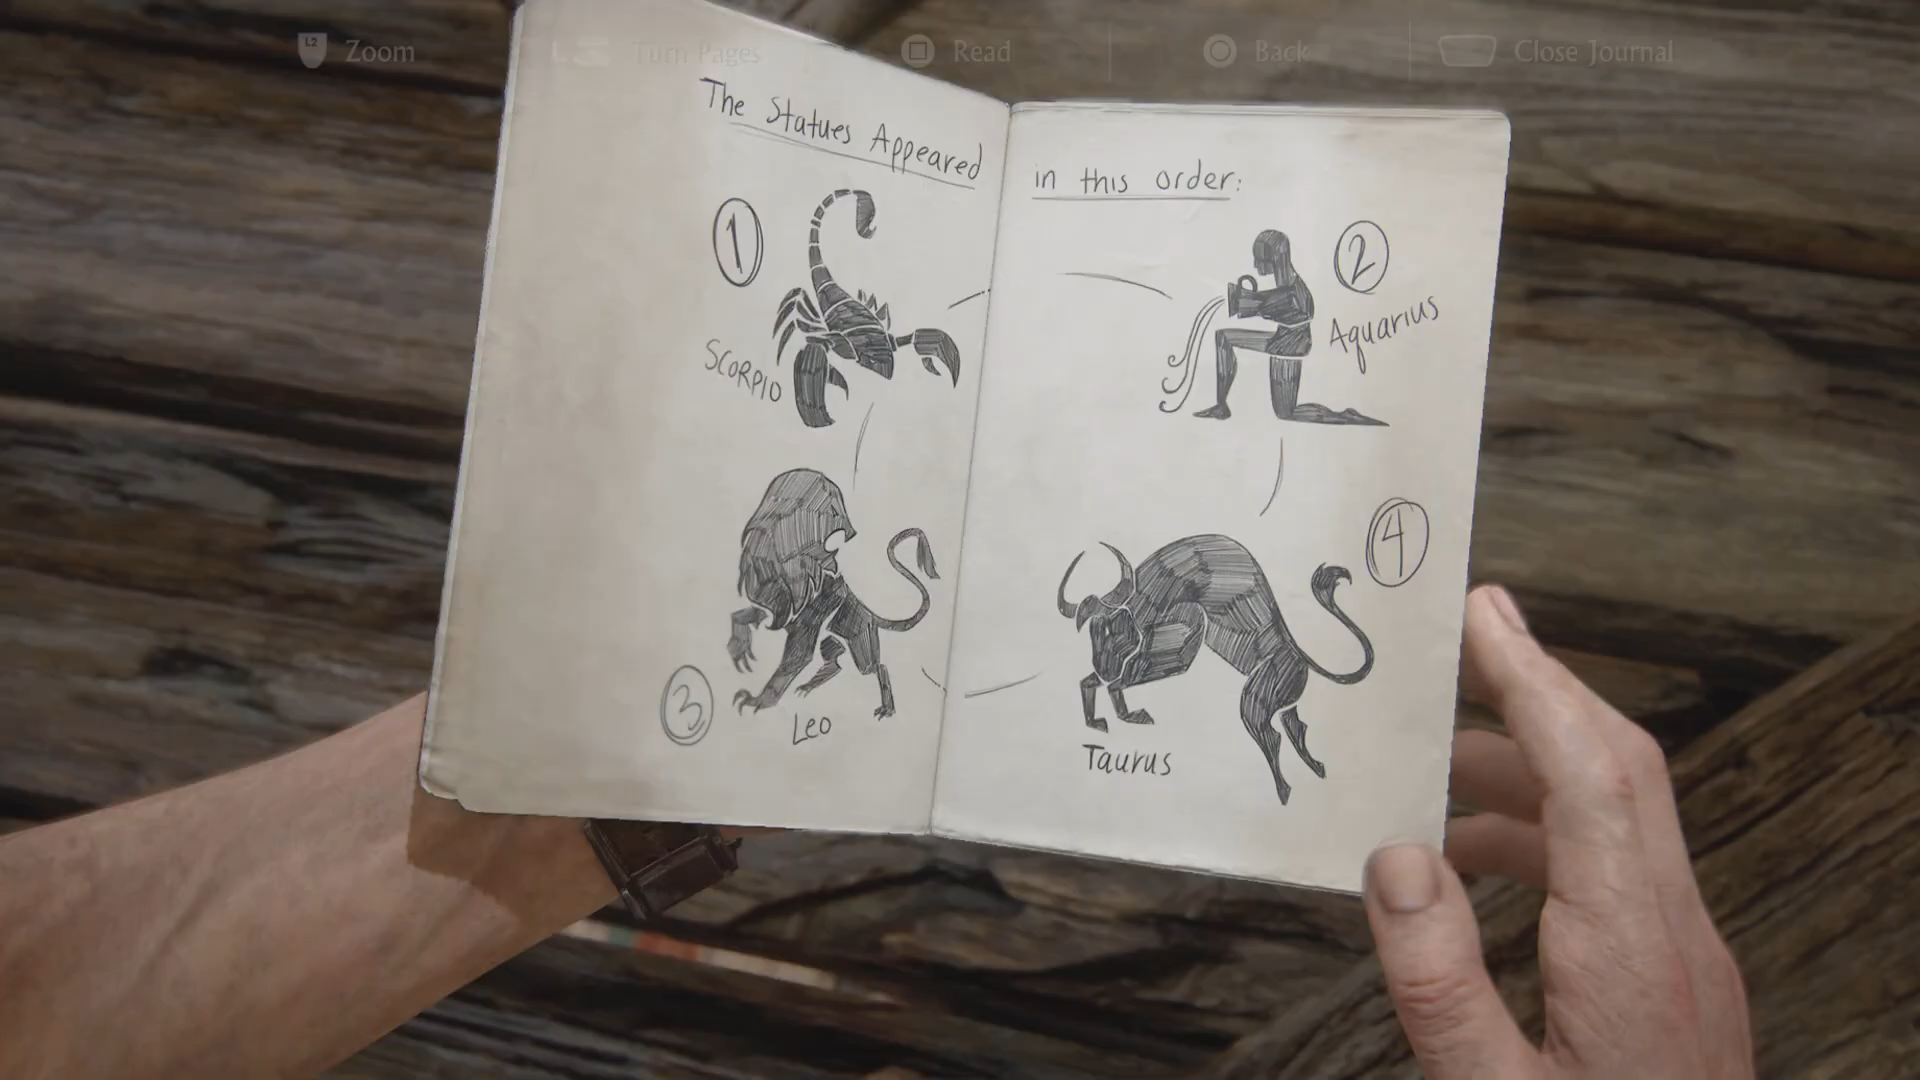 L2 Zoom
Turn Pages
Read
Back
Close Journal
The Statues Appeared
in this order:
1
SCORPIO
2
Aquarius
3
Leo
4
Taurus